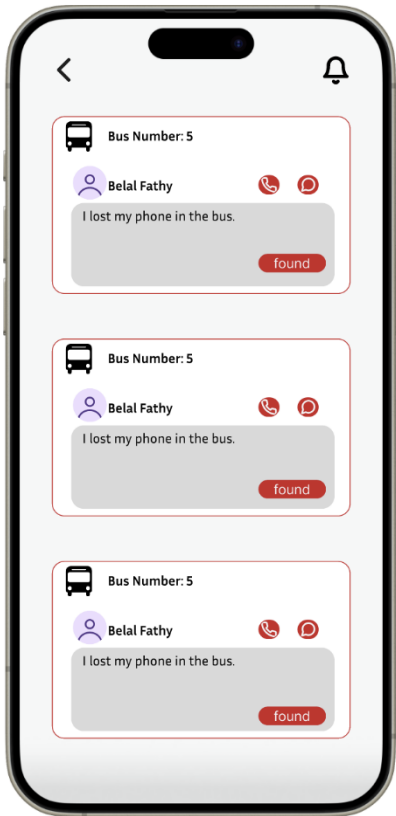 Bus Number: 5
Belal Fathy
I lost my phone in the bus.
found
Bus Number: 5
Belal Fathy
I lost my phone in the bus.
found
Bus Number: 5
Belal Fathy
I lost my phone in the bus.
found